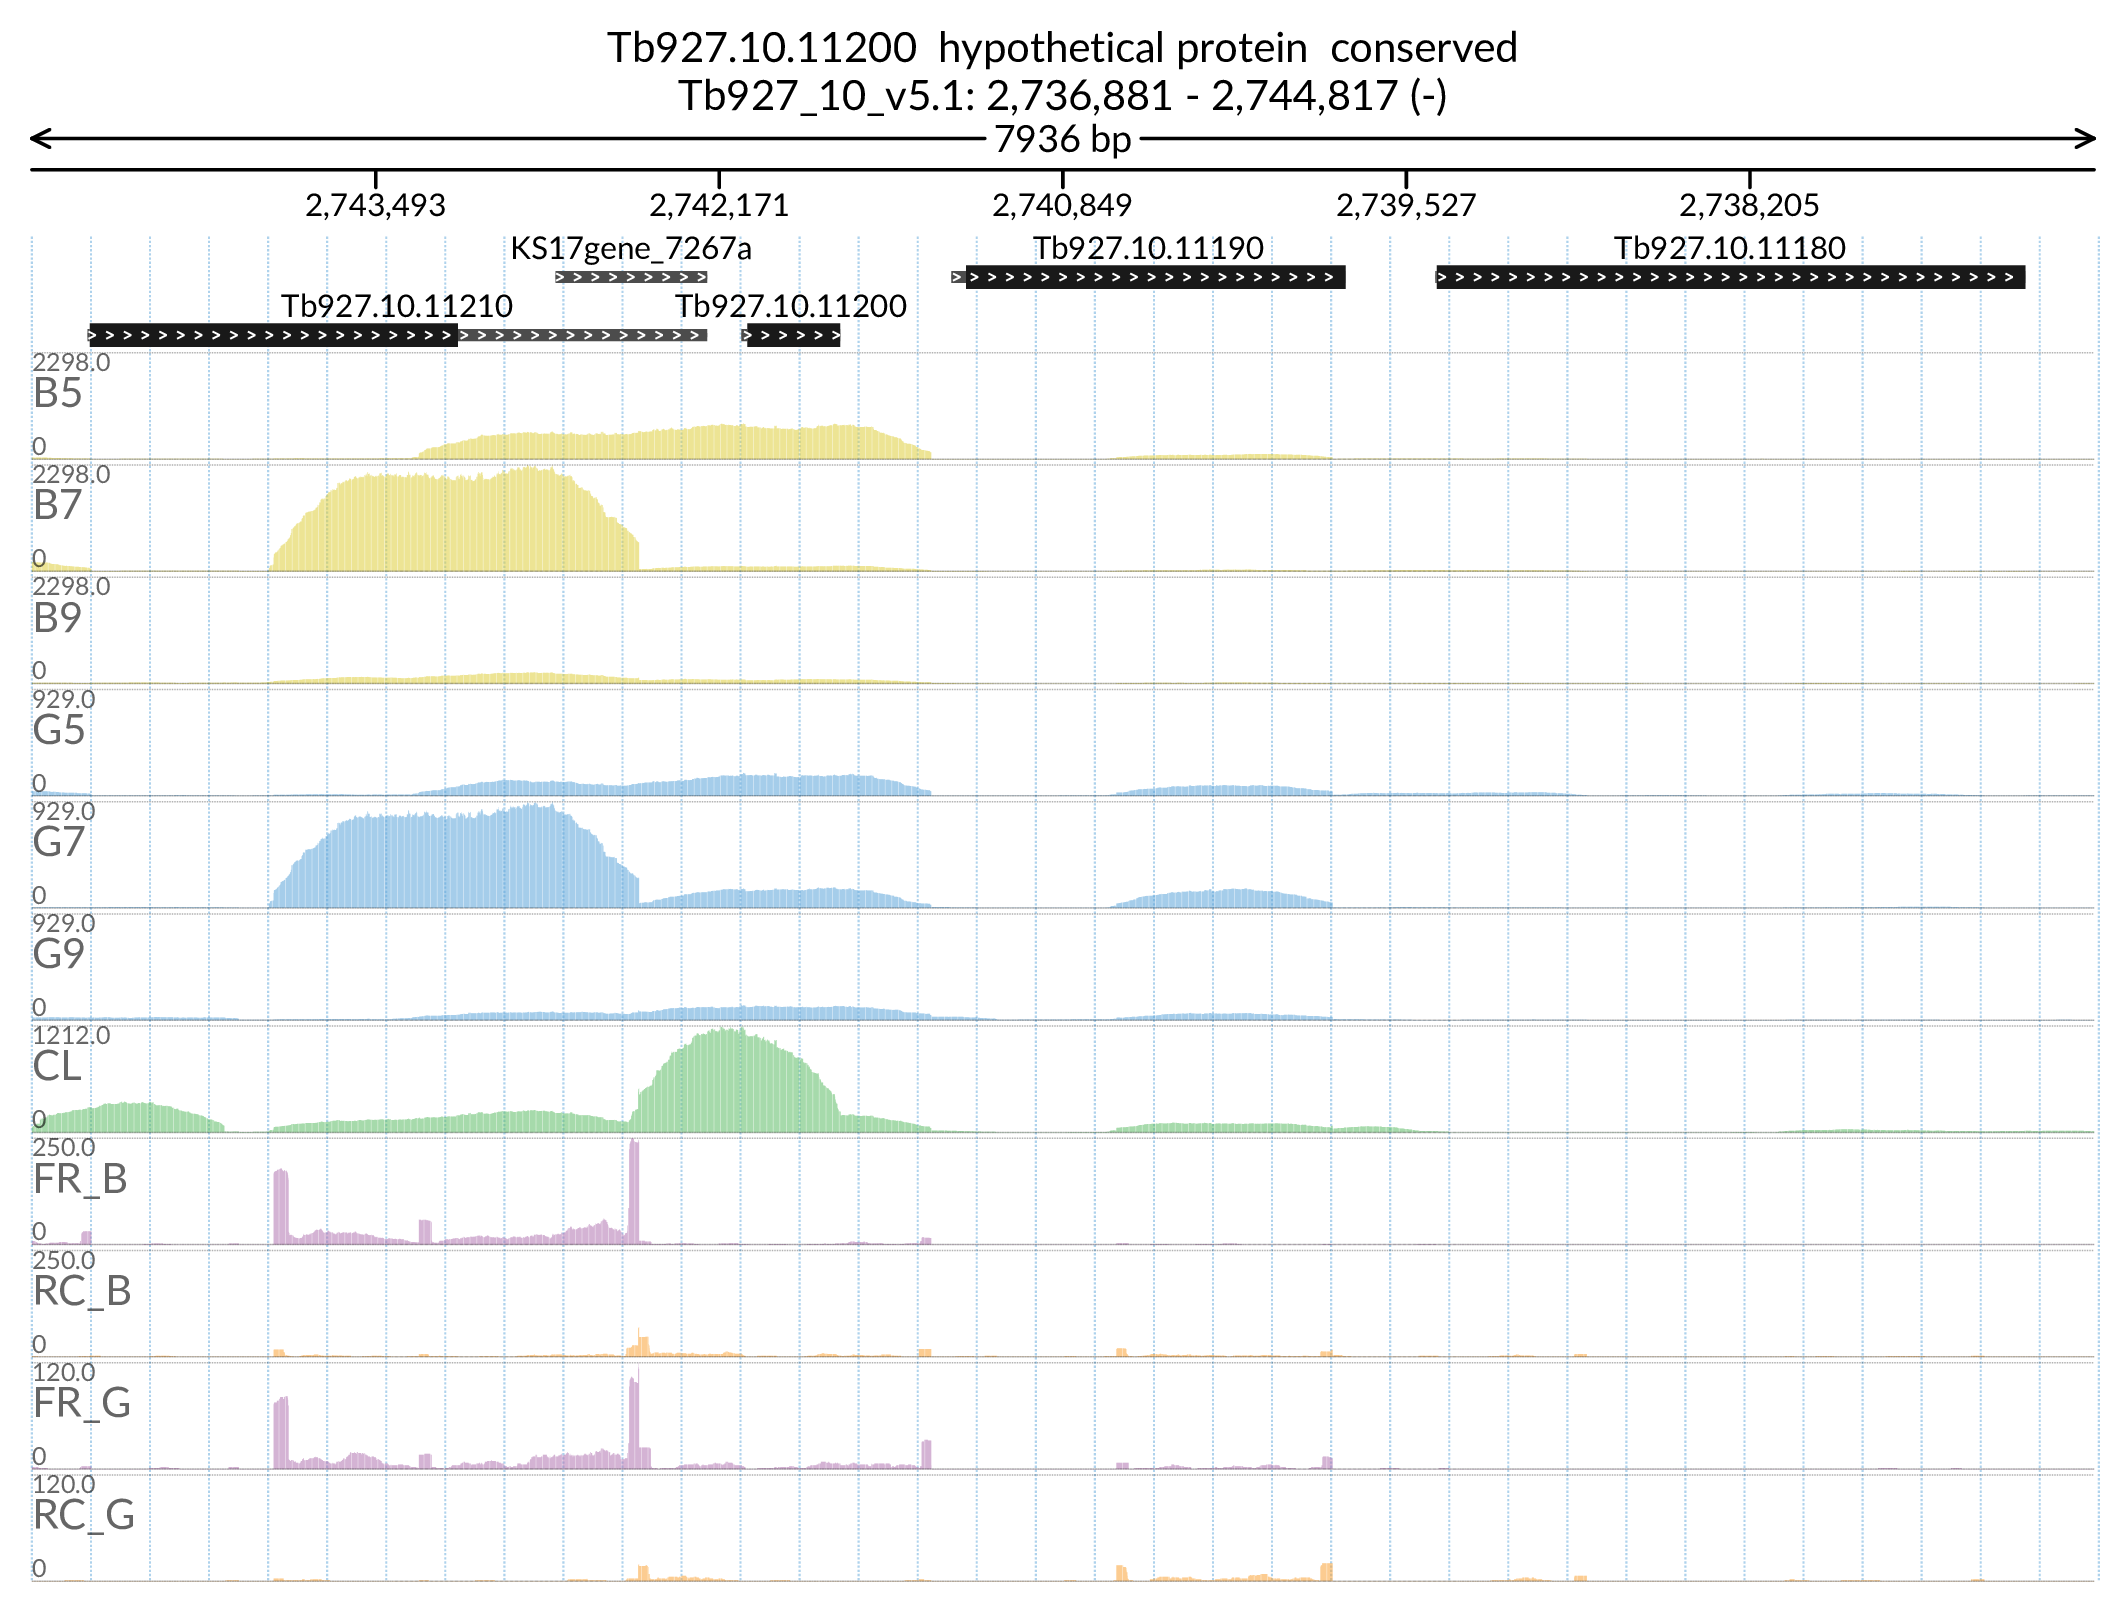 Tb927.10.11200  hypothetical protein  conserved
Tb927_10_v5.1: 2,736,881 - 2,744,817 (-)
7936 bp
2,743,493 2,742,171 2,740,849 2,739,527 2,738,205
KS17gene_7267a Tb927.10.11190 Tb927.10.11180
Tb927.10.11210 Tb927.10.11200
2298.0
B5
0
2298.0
B7
0
2298.0
B9
0
929.0
G5
0
929.0
G7
0
929.0
G9
0
1212.0
CL
0
250.0
FR_B
0
250.0
RC_B
0
120.0
FR_G
0
120.0
RC_G
0